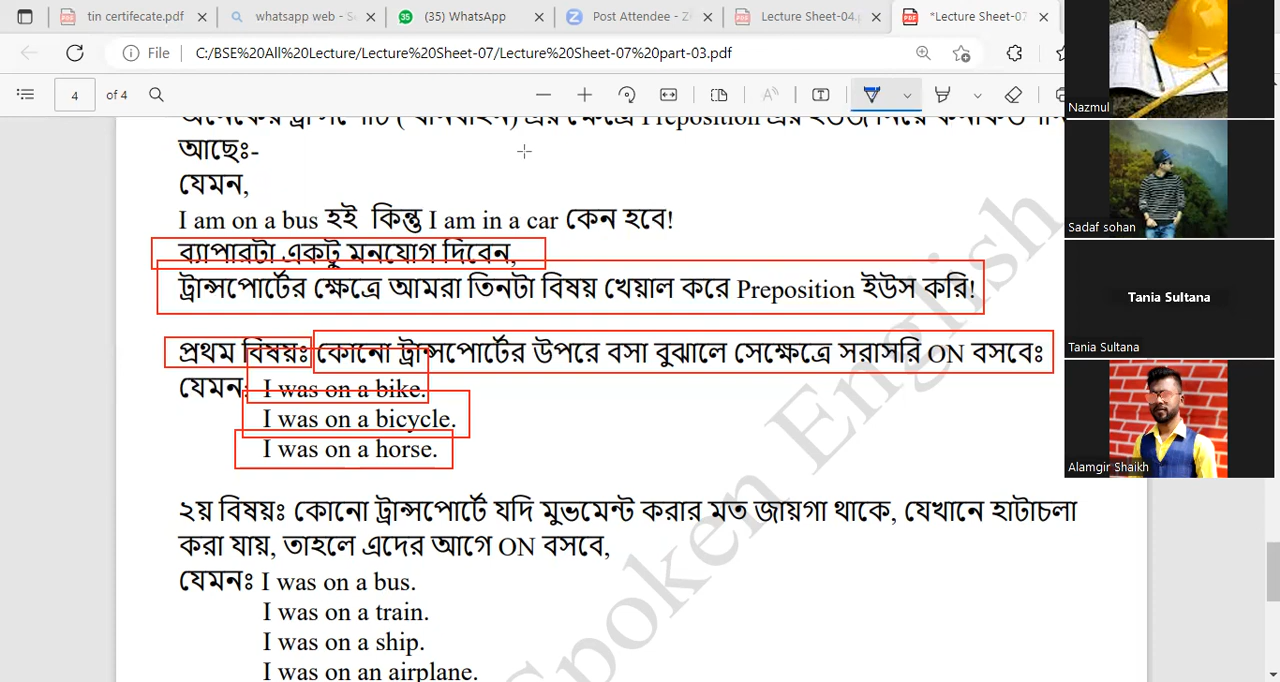 tin certifecate.pdf
whatsapp web - S
(35) WhatsApp
Post Attendee - Z
Lecture Sheet-04.p
*Lecture Sheet-07
File
C:/BSE%20All%20Lecture/Lecture%20Sheet-07/Lecture%20Sheet-07%20part-03.pdf
4 of 4
Preposition এর
আছেঃ-
যেমন,
I am on a bus হই কিন্তু I am in a car কেন হবে!
ব্যাপারটা একটু মনযোগ দিবেন,
ট্রান্সপোর্টের ক্ষেত্রে আমরা তিনটা বিষয় খেয়াল করে Preposition ইউস করি!
প্রথম বিষয়ঃ কোনো ট্রান্সপোর্টের উপরে বসা বুঝালে সেক্ষেত্রে সরাসরি ON বসবেঃ
যেমনঃ I was on a bike.
I was on a bicycle.
I was on a horse.
২য় বিষয়ঃ কোনো ট্রান্সপোর্টে যদি মুভমেন্ট করার মত জায়গা থাকে, যেখানে হাটাচলা
করা যায়, তাহলে এদের আগে ON বসবে,
যেমনঃ I was on a bus.
I was on a train.
I was on a ship.
I was on an airplane.
Spoken English
Nazmul
Sadaf sohan
Tania Sultana
Tania Sultana
Alamgir Shaikh